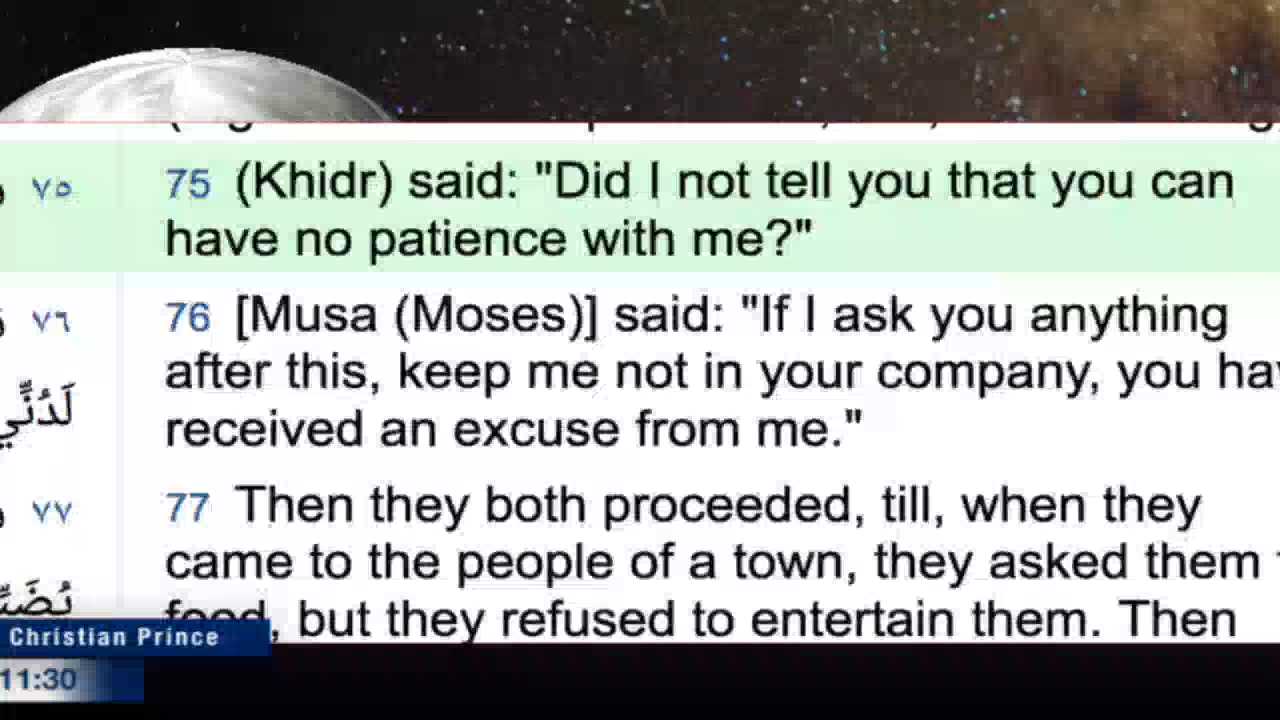 ٧٥ 75 (Khidr) said: "Did I not tell you that you can
have no patience with me?"
٧٦ 76 [Musa (Moses)] said: "If I ask you anything
لَدُنِّي after this, keep me not in your company, you
received an excuse from me."
٧٧ 77 Then they both proceeded, till, when they
came to the people of a town, they asked them
food, but they refused to entertain them. Then
Christian Prince
11:30